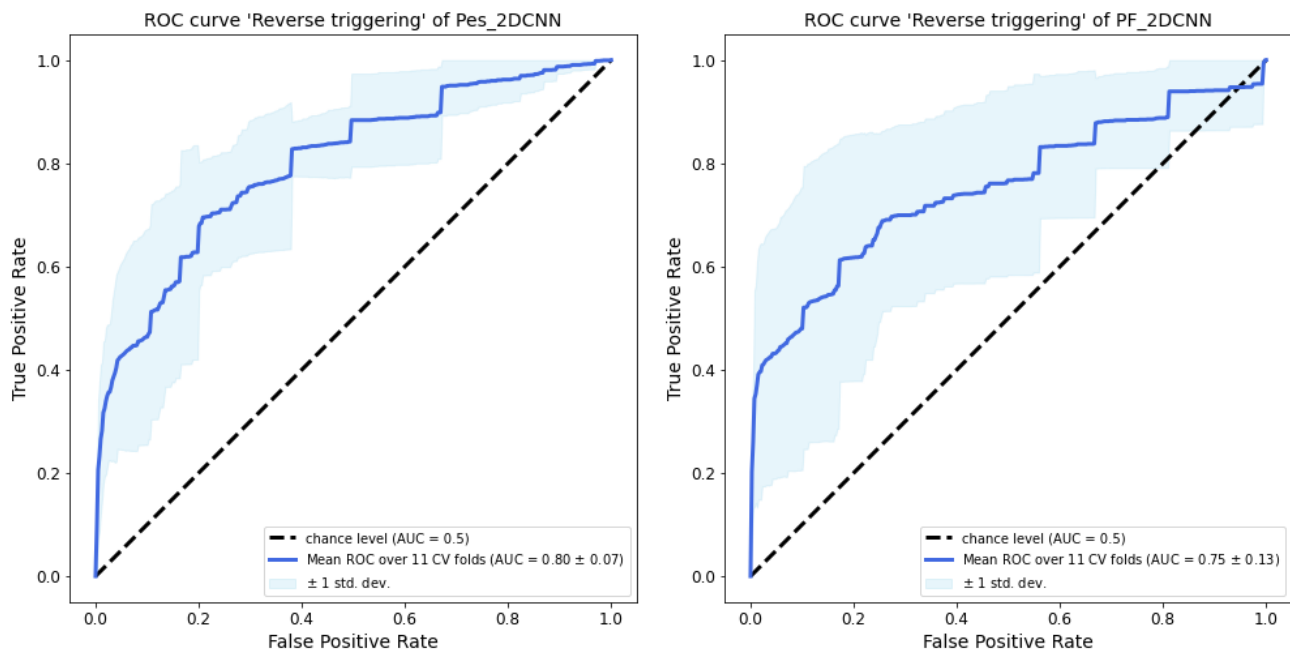 ROC curve 'Reverse triggering' of Pes_2DCNN
True Positive Rate
1.0
0.8
0.6
0.4
0.2
0.0
chance level (AUC = 0.5)
Mean ROC over 11 CV folds (AUC = 0.80 ± 0.07)
± 1 std. dev.
0.0 0.2 0.4 0.6 0.8 1.0
False Positive Rate
ROC curve 'Reverse triggering' of PF_2DCNN
True Positive Rate
1.0
0.8
0.6
0.4
0.2
0.0
chance level (AUC = 0.5)
Mean ROC over 11 CV folds (AUC = 0.75 ± 0.13)
± 1 std. dev.
0.0 0.2 0.4 0.6 0.8 1.0
False Positive Rate